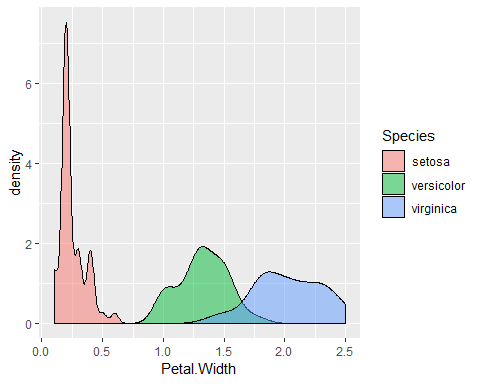 density
6
4
2
0
0.0 0.5 1.0 1.5 2.0 2.5
Petal.Width
Species
setosa
versicolor
virginica